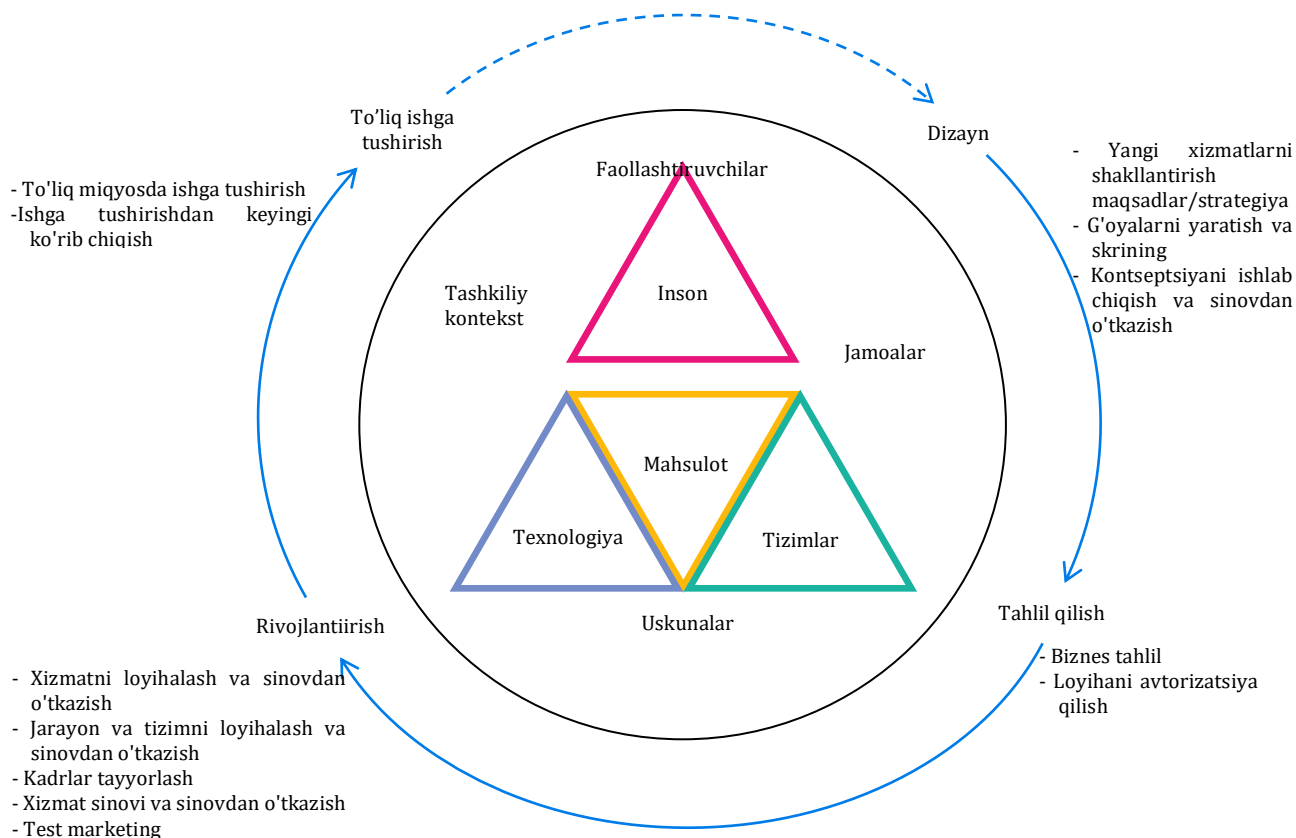 To’liq ishga
tushirish
Dizayn
- Yangi xizmatlarni
shakllantirish
maqsadlar/strategiya
- G'oyalarni yaratish va
skrining
- Kontseptsiyani ishlab
chiqish va sinovdan
o'tkazish
- To'liq miqyosda ishga tushirish
-Ishga tushirishdan keyingi
ko'rib chiqish
Faollashtiruvchilar
Tashkiliy
kontekst
Inson
Jamoalar
Mahsulot
Texnologiya
Tizimlar
Uskunalar
Rivojlantiirish
Tahlil qilish
- Biznes tahlil
- Loyihani avtorizatsiya
qilish
- Xizmatni loyihalash va sinovdan
o'tkazish
- Jarayon va tizimni loyihalash va
sinovdan o'tkazish
- Kadrlar tayyorlash
- Xizmat sinovi va sinovdan o'tkazish
- Test marketing